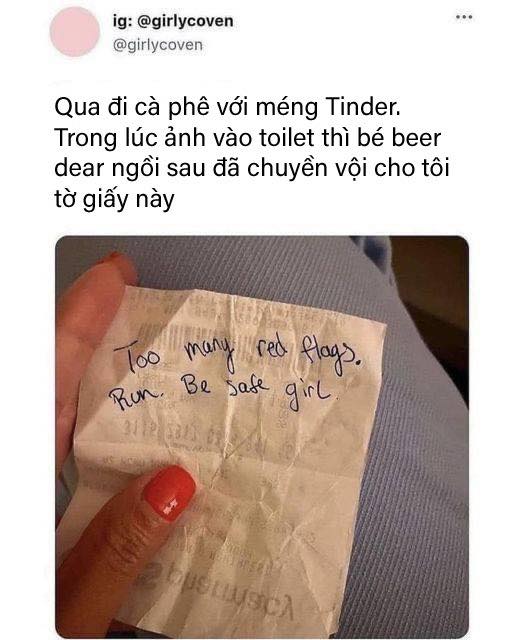 ig: @girlycoven
@girlycoven
Qua đi cà phê với méng Tinder.
Trong lúc ảnh vào toilet thì bé beer
dear ngồi sau đã chuyền vội cho tôi
tờ giấy này
Too many red flags.
Run. Be safe girl.
pharmacy